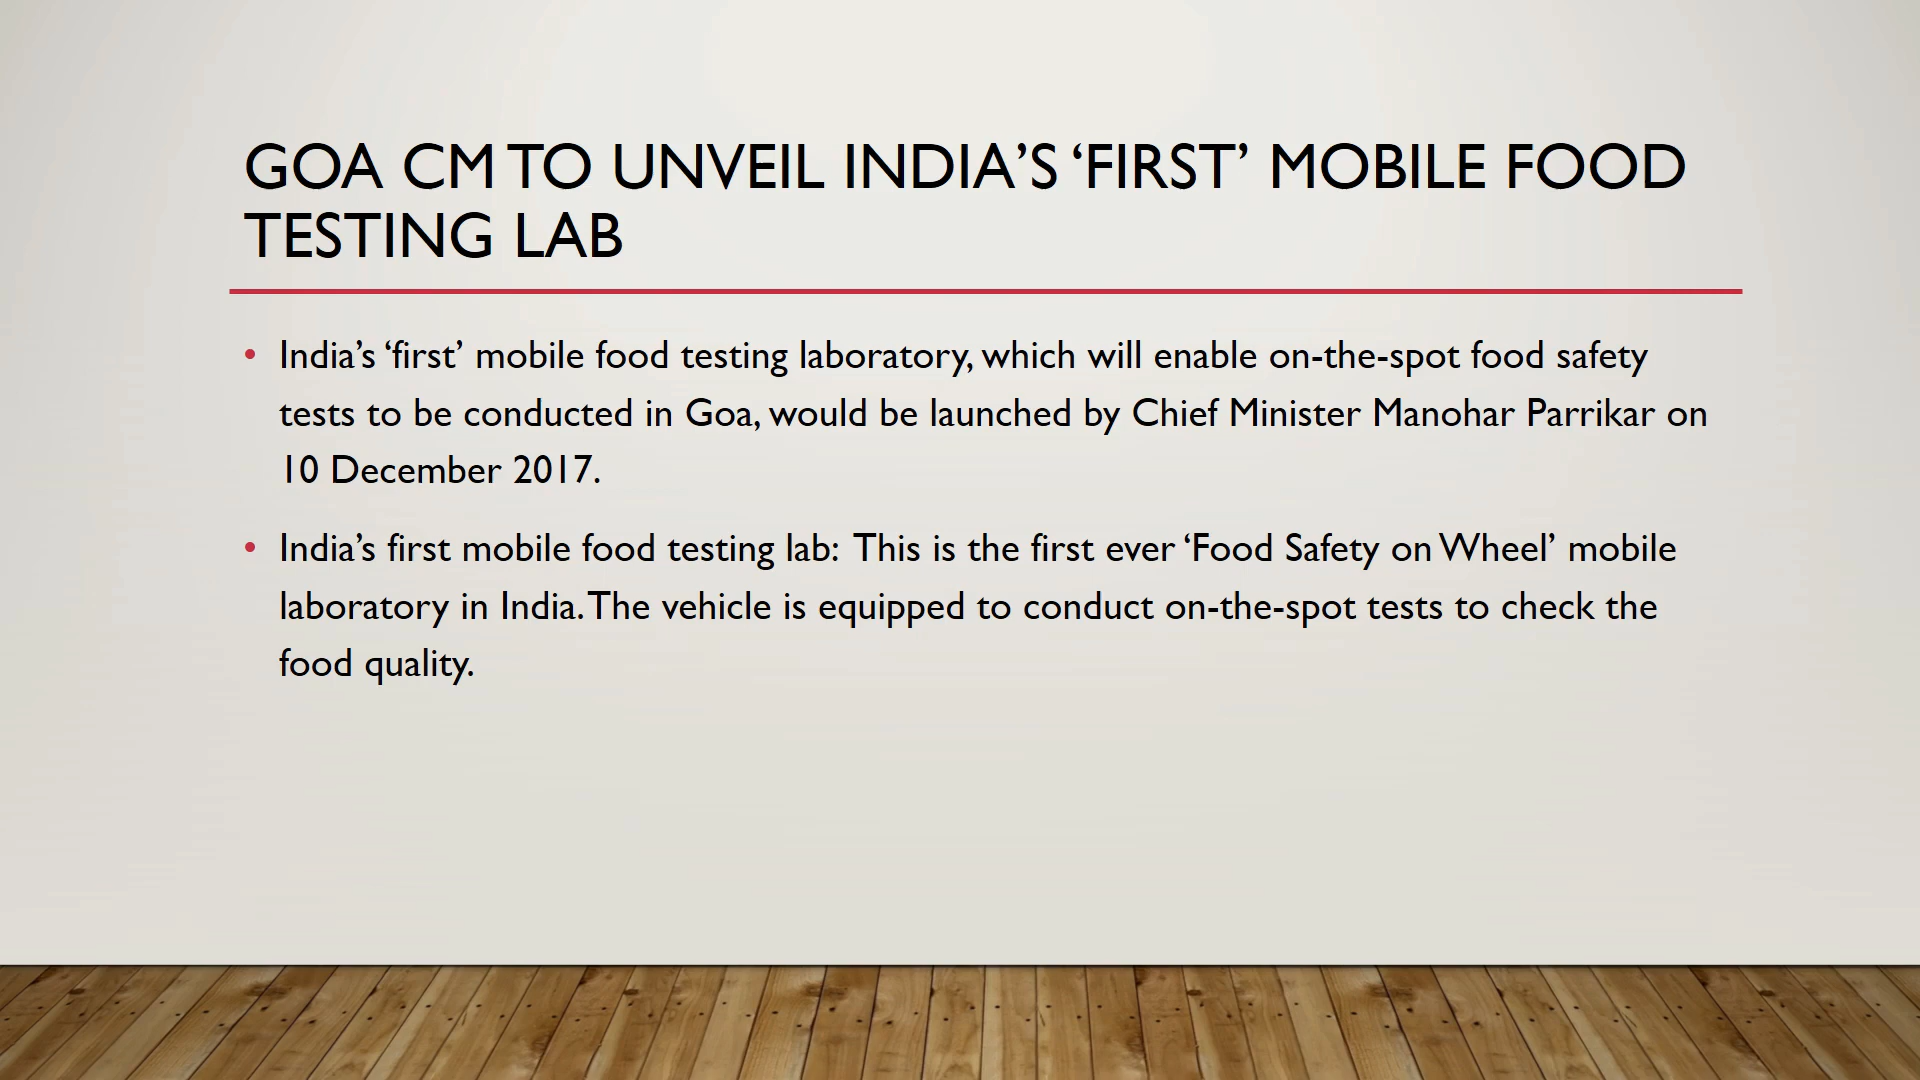 GOA CM TO UNVEIL INDIA’S ‘FIRST’ MOBILE FOOD
TESTING LAB
• India’s ‘first’ mobile food testing laboratory, which will enable on-the-spot food safety
tests to be conducted in Goa, would be launched by Chief Minister Manohar Parrikar on
10 December 2017.
• India’s first mobile food testing lab: This is the first ever ‘Food Safety on Wheel’ mobile
laboratory in India. The vehicle is equipped to conduct on-the-spot tests to check the
food quality.